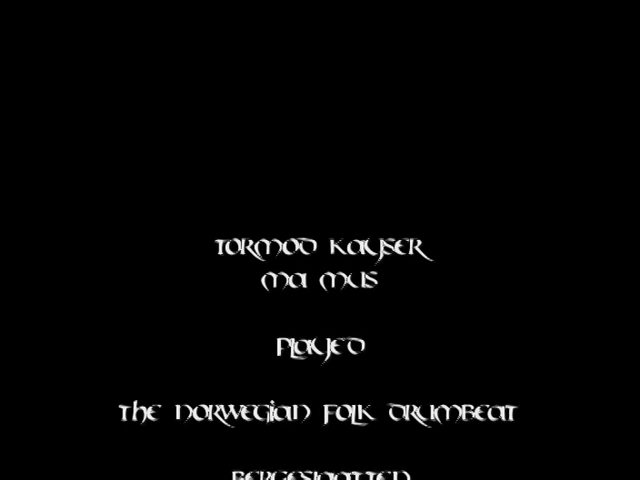 TORMOD KAYSER
MA MUS
PLAYED
THE NORWEGIAN FOLK DRUMBEAT